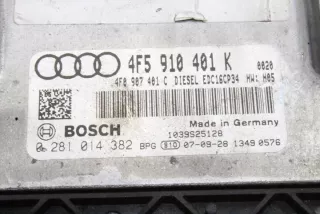 4F5 910 401 K 0020
4F0 907 401 C DIESEL EDC16CP34 HW: H05
Made in Germany
BOSCH 1039S25128
0 281 014 382 BPG 810 07-09-28 1349 0576